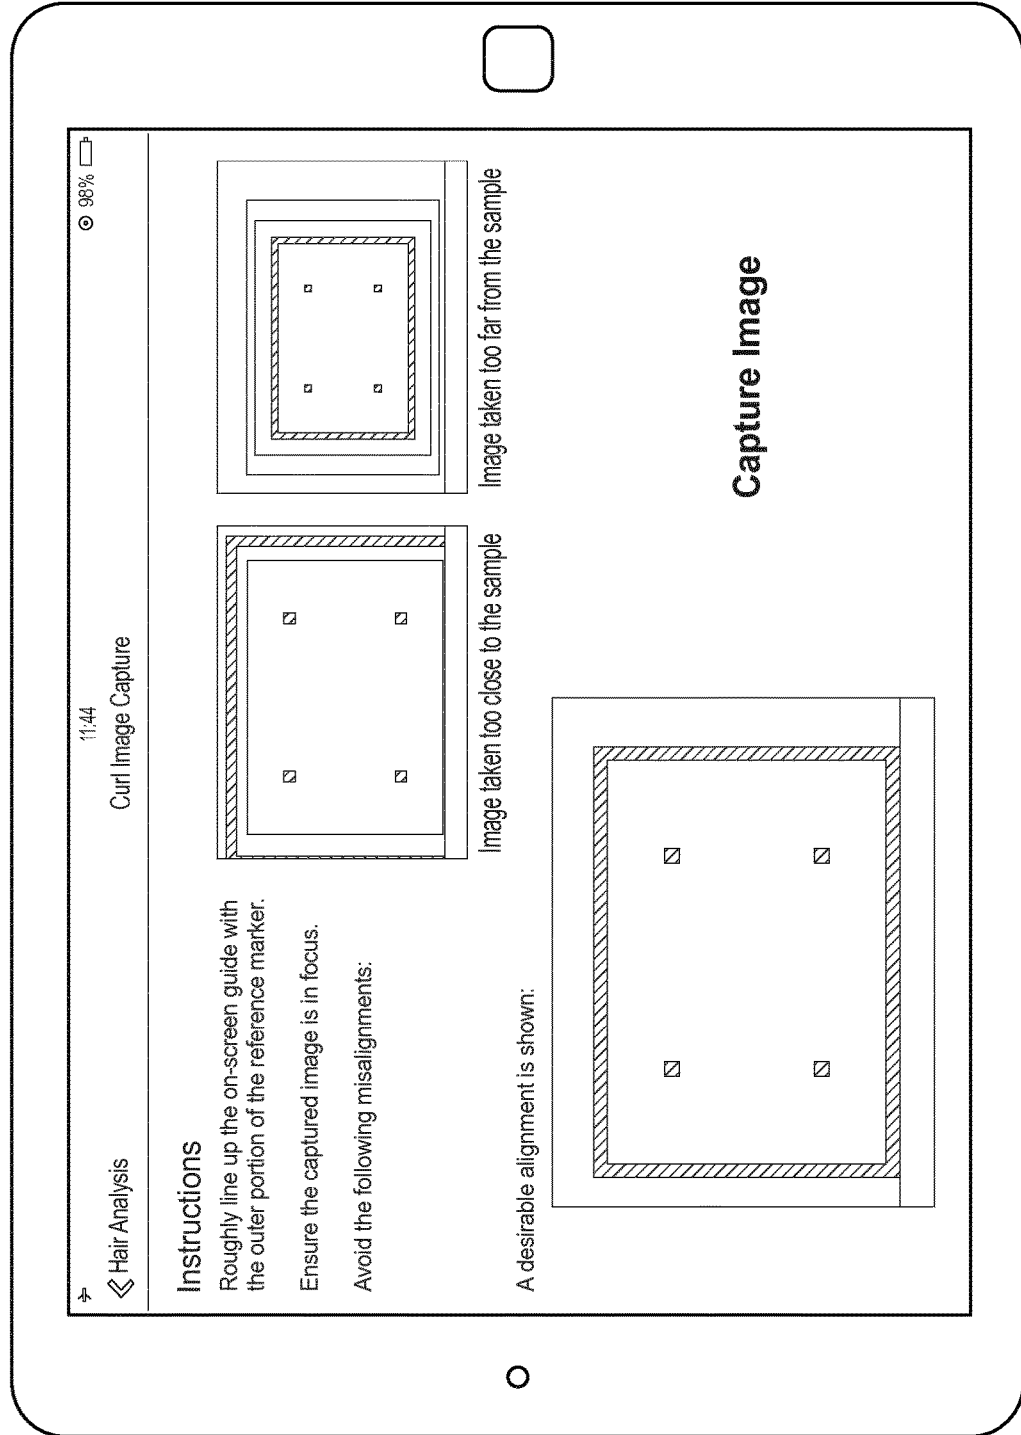 11:44
98%
Hair Analysis
Curl Image Capture
Instructions
Roughly line up the on-screen guide with
the outer portion of the reference marker.
Ensure the captured image is in focus.
Avoid the following misalignments:
Image taken too close to the sample
Image taken too far from the sample
A desirable alignment is shown:
Capture Image